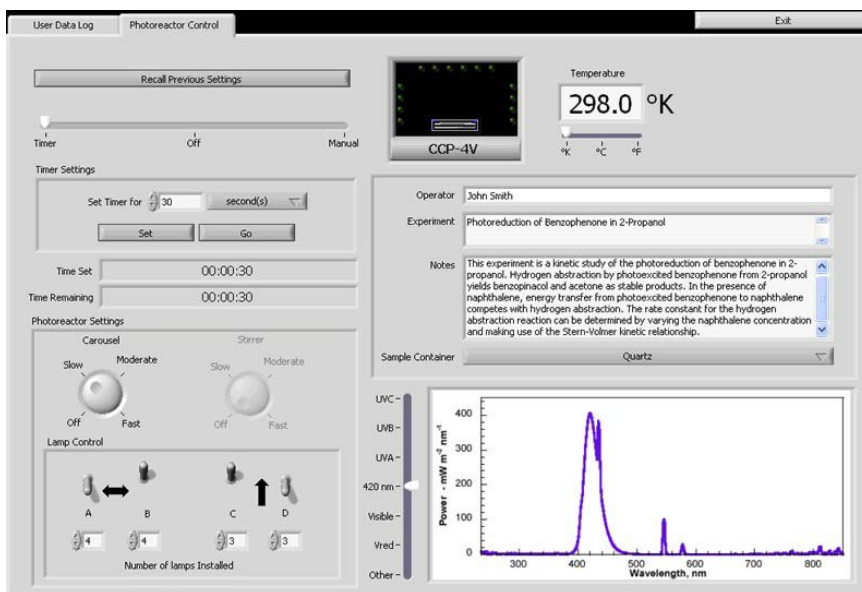 User Data Log
Photoreactor Control
Exit
Recall Previous Settings
Timer
Off
Manual
Timer Settings
Set Timer for 30 second(s)
Set
Go
Time Set 00:00:30
Time Remaining 00:00:30
Photoreactor Settings
Carousel
Slow
Moderate
Off
Fast
Stirrer
Slow
Moderate
Off
Fast
Lamp Control
A
B
C
D
4
4
3
3
Number of lamps Installed
CCP-4V
Temperature
298.0 °K
°K
°C
°F
Operator John Smith
Experiment Photoreduction of Benzophenone in 2-Propanol
Notes This experiment is a kinetic study of the photoreduction of benzophenone in 2-
propanol. Hydrogen abstraction by photoexcited benzophenone from 2-propanol
yields benzopinacol and acetone as stable products. In the presence of
naphthalene, energy transfer from photoexcited benzophenone to naphthalene
competes with hydrogen abstraction. The rate constant for the hydrogen
abstraction reaction can be determined by varying the naphthalene concentration
and making use of the Stern-Volmer kinetic relationship.
Sample Container Quartz
UVC
UVB
UVA
420 nm
Visible
Vred
Other
Power - mW m⁻² nm⁻¹
400
300
200
100
0
300
400
500
600
700
800
Wavelength, nm